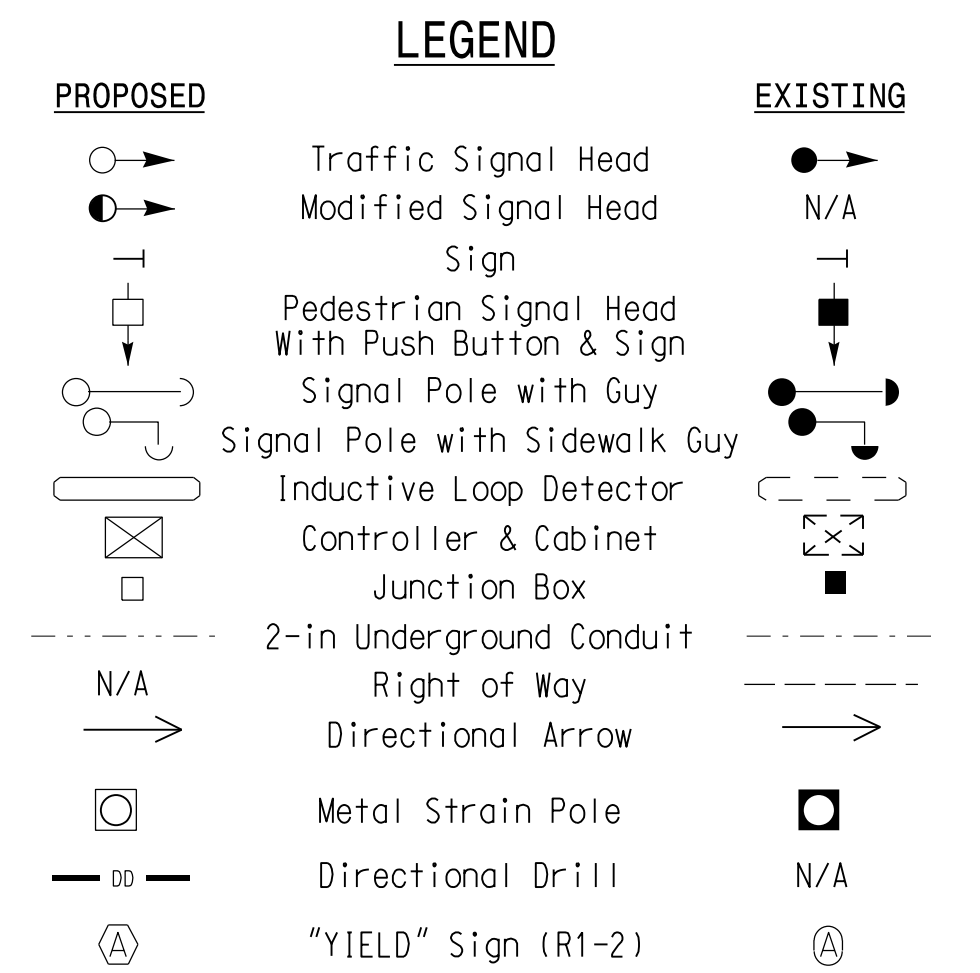 LEGEND
PROPOSED EXISTING
Traffic Signal Head
Modified Signal Head N/A
Sign
Pedestrian Signal Head
With Push Button & Sign
Signal Pole with Guy
Signal Pole with Sidewalk Guy
Inductive Loop Detector
Controller & Cabinet
Junction Box
2-in Underground Conduit
N/A Right of Way
Directional Arrow
Metal Strain Pole
DD Directional Drill N/A
A "YIELD" Sign (R1-2) A